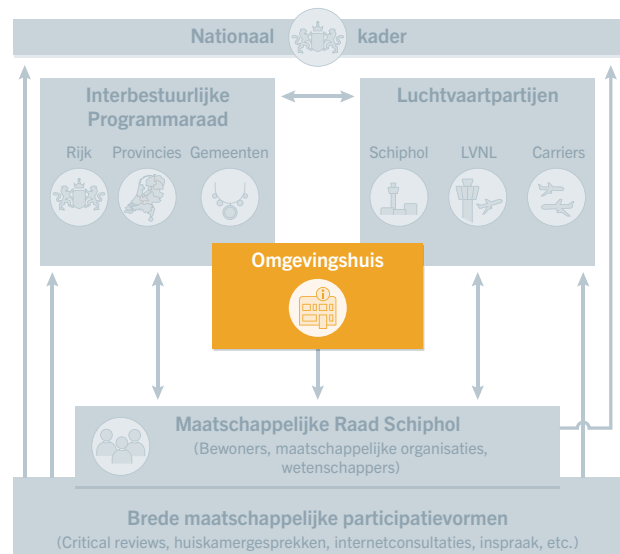 Nationaal kader
Interbestuurlijke
Programmaraad
Rijk Provincies Gemeenten
Luchtvaartpartijen
Schiphol LVNL Carriers
Omgevingshuis
Maatschappelijke Raad Schiphol
(Bewoners, maatschappelijke organisaties,
wetenschappers)
Brede maatschappelijke participatievormen
(Critical reviews, huiskamergesprekken, internetconsultaties, inspraak, etc.)